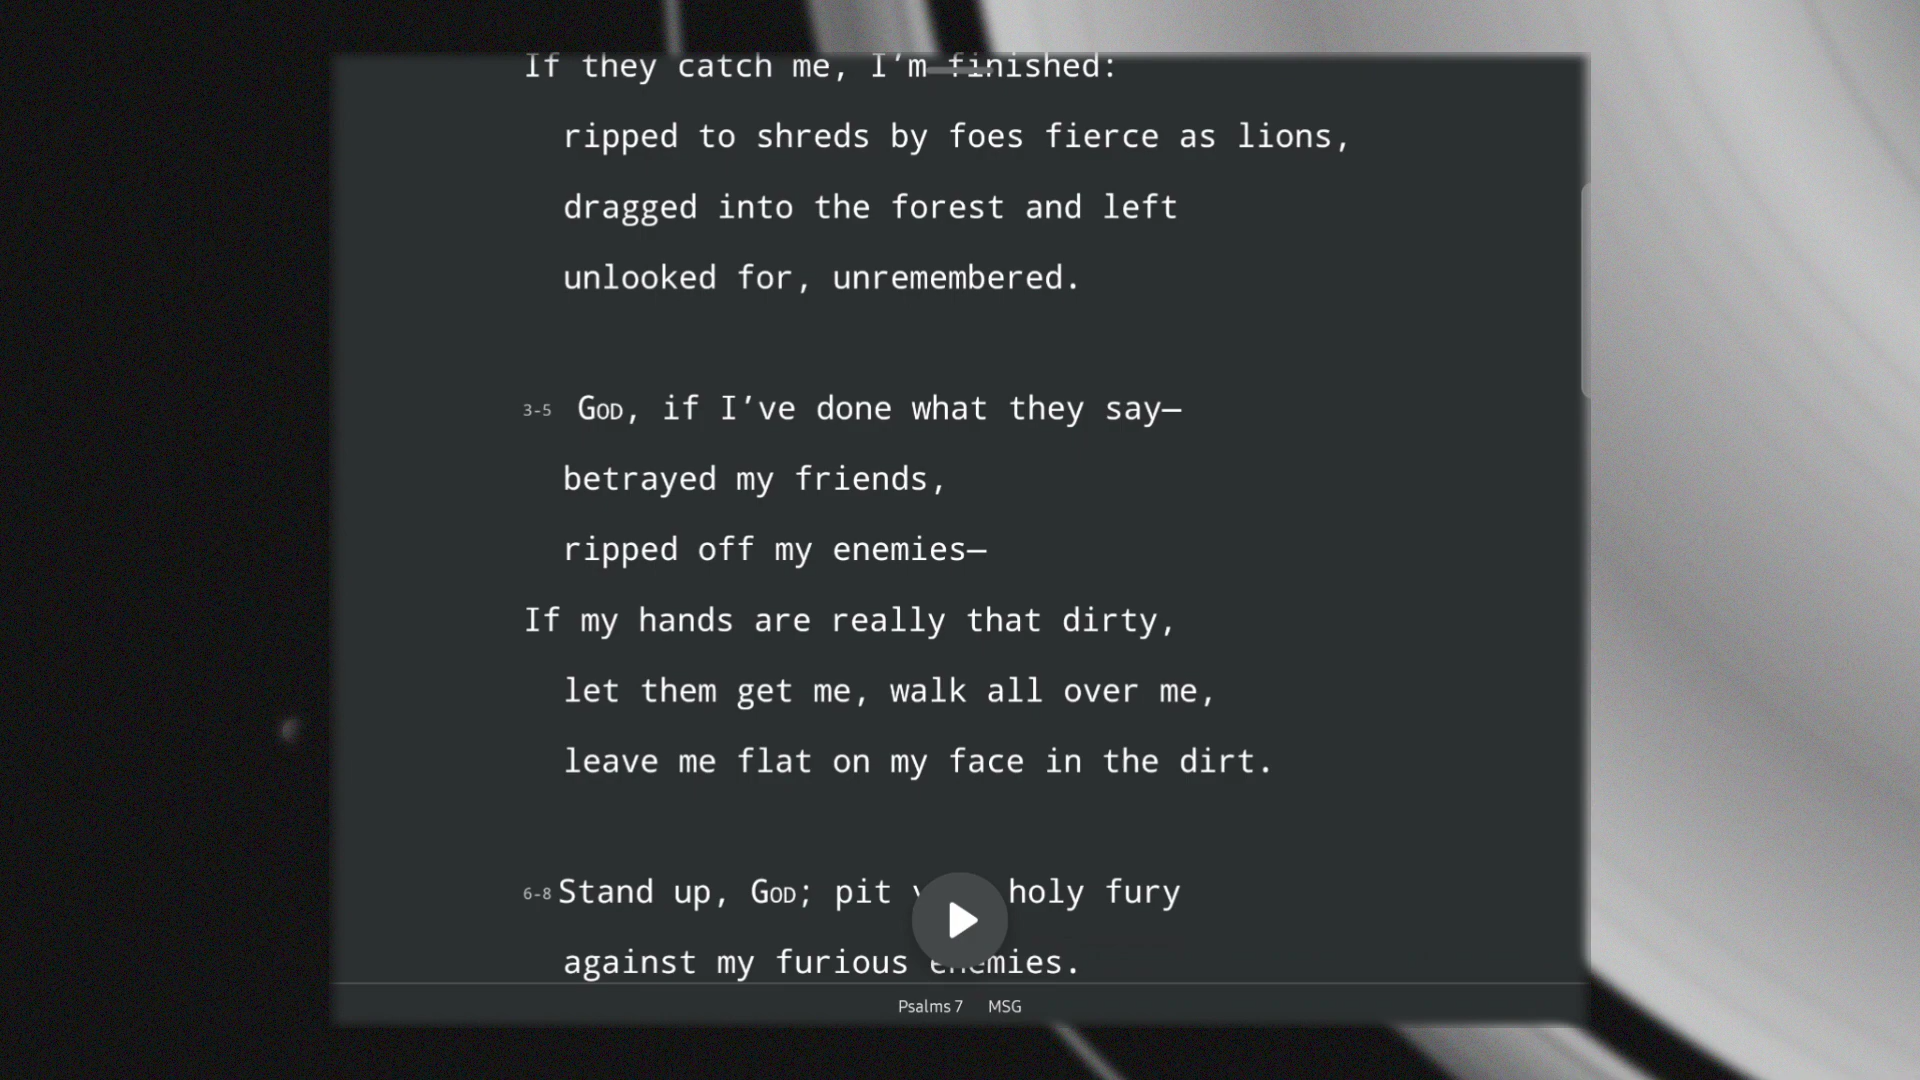 If they catch me, I’m finished:
ripped to shreds by foes fierce as lions,
dragged into the forest and left
unlooked for, unremembered.
3-5 GOD, if I’ve done what they say—
betrayed my friends,
ripped off my enemies—
If my hands are really that dirty,
let them get me, walk all over me,
leave me flat on my face in the dirt.
6-8 Stand up, GOD; pit holy fury
against my furious enemies.
Psalms 7 MSG